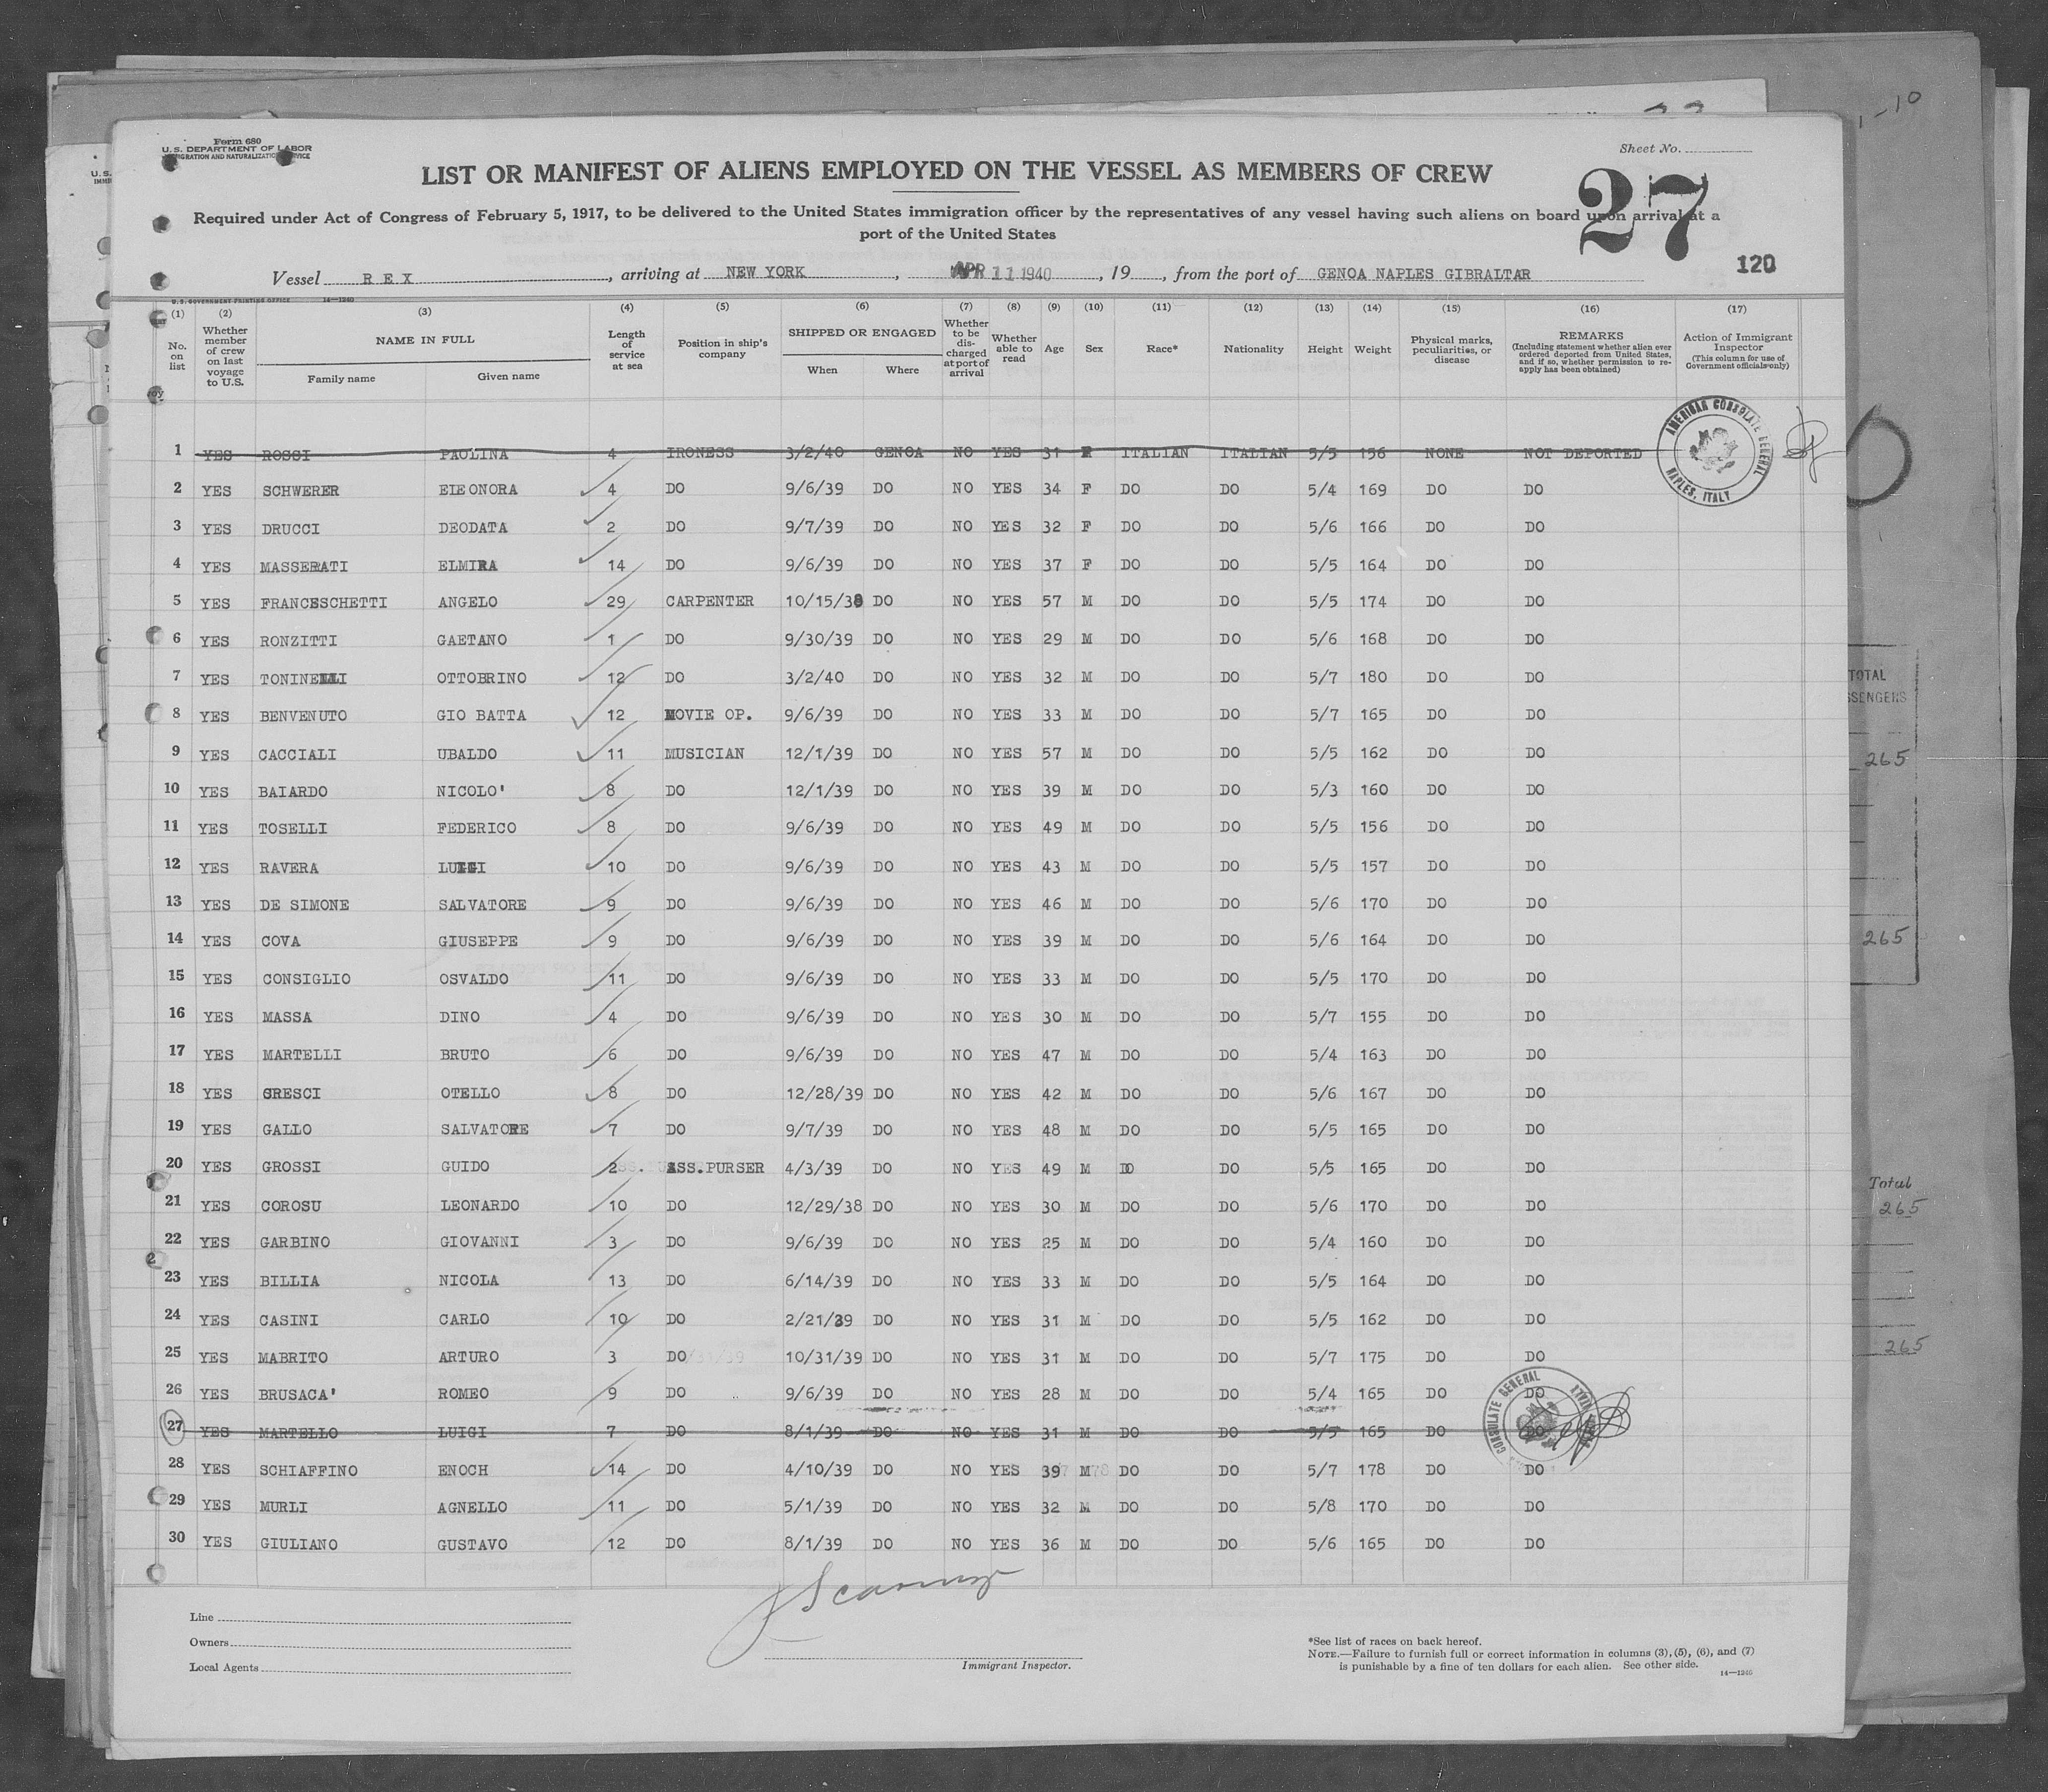 Form 680
U.S. DEPARTMENT OF LABOR
IMMIGRATION AND NATURALIZATION SERVICE
Sheet No.
27
LIST OR MANIFEST OF ALIENS EMPLOYED ON THE VESSEL AS MEMBERS OF CREW
Required under Act of Congress of February 5, 1917, to be delivered to the United States immigration officer by the representatives of any vessel having such aliens on board upon arrival at a
port of the United States
120
Vessel REX, arriving at NEW YORK, APR 11 1940, 19, from the port of GENOA NAPLES GIBRALTAR
U.S. GOVERNMENT PRINTING OFFICE 14—1240
(1) (2) (3) (4) (5) (6) (7) (8) (9) (10) (11) (12) (13) (14) (15) (16) (17)
No. on list
Whether member of crew on last voyage to U.S.
NAME IN FULL
Family name Given name
Length of service at sea
Position in ship's company
SHIPPED OR ENGAGED
When Where
Whether to be discharged at port of arrival
Whether able to read
Age
Sex
Race*
Nationality
Height
Weight
Physical marks, peculiarities, or disease
REMARKS
(Including statement whether alien ever ordered deported from United States, and if so, whether permission to reapply has been obtained)
Action of Immigrant Inspector
(This column for use of Government officials only)
1 YES ROSSI PAOLINA 4 IRONESS 3/2/40 GENOA NO YES 31 F ITALIAN ITALIAN 5/5 156 NONE NOT DEPORTED
AMERICAN CONSULATE GENERAL NAPLES, ITALY
2 YES SCHWERER ELEONORA 4 DO 9/6/39 DO NO YES 34 F DO DO 5/4 169 DO DO
3 YES DRUCCI DEODATA 2 DO 9/7/39 DO NO YES 32 F DO DO 5/6 166 DO DO
4 YES MASSERATI ELMIRA 14 DO 9/6/39 DO NO YES 37 F DO DO 5/5 164 DO DO
5 YES FRANCESCHETTI ANGELO 29 CARPENTER 10/15/38 DO NO YES 57 M DO DO 5/5 174 DO DO
6 YES RONZITTI GAETANO 1 DO 9/30/39 DO NO YES 29 M DO DO 5/6 168 DO DO
7 YES TONINELLI OTTOBRINO 12 DO 3/2/40 DO NO YES 32 M DO DO 5/7 180 DO DO
8 YES BENVENUTO GIO BATTA 12 MOVIE OP. 9/6/39 DO NO YES 33 M DO DO 5/7 165 DO DO
9 YES CACCIALI UBALDO 11 MUSICIAN 12/1/39 DO NO YES 57 M DO DO 5/5 162 DO DO
10 YES BAIARDO NICOLO' 8 DO 12/1/39 DO NO YES 39 M DO DO 5/3 160 DO DO
11 YES TOSELLI FEDERICO 8 DO 9/6/39 DO NO YES 49 M DO DO 5/5 156 DO DO
12 YES RAVERA LUIGI 10 DO 9/6/39 DO NO YES 43 M DO DO 5/5 157 DO DO
13 YES DE SIMONE SALVATORE 9 DO 9/6/39 DO NO YES 46 M DO DO 5/6 170 DO DO
14 YES COVA GIUSEPPE 9 DO 9/6/39 DO NO YES 39 M DO DO 5/6 164 DO DO
15 YES CONSIGLIO OSVALDO 11 DO 9/6/39 DO NO YES 33 M DO DO 5/5 170 DO DO
16 YES MASSA DINO 4 DO 9/6/39 DO NO YES 30 M DO DO 5/7 155 DO DO
17 YES MARTELLI BRUTO 6 DO 9/6/39 DO NO YES 47 M DO DO 5/4 163 DO DO
18 YES CRESCI OTELLO 8 DO 12/28/39 DO NO YES 42 M DO DO 5/6 167 DO DO
19 YES GALLO SALVATORE 7 DO 9/7/39 DO NO YES 48 M DO DO 5/5 165 DO DO
20 YES GROSSI GUIDO 2 ASS.PURSER 4/3/39 DO NO YES 49 M DO DO 5/5 165 DO DO
21 YES COROSU LEONARDO 10 DO 12/29/38 DO NO YES 30 M DO DO 5/6 170 DO DO
22 YES GARBINO GIOVANNI 3 DO 9/6/39 DO NO YES 25 M DO DO 5/4 160 DO DO
23 YES BILLIA NICOLA 13 DO 6/14/39 DO NO YES 33 M DO DO 5/5 164 DO DO
24 YES CASINI CARLO 10 DO 2/21/39 DO NO YES 31 M DO DO 5/5 162 DO DO
25 YES MABRITO ARTURO 3 DO 10/31/39 DO NO YES 31 M DO DO 5/7 175 DO DO
26 YES BRUSACA' ROMEO 9 DO 9/6/39 DO NO YES 28 M DO DO 5/4 165 DO DO
27 YES MARTELLO LUIGI 7 DO 8/1/39 DO NO YES 31 M DO DO 5/5 165 DO DO
CONSULATE GENERAL
28 YES SCHIAFFINO ENOCH 14 DO 4/10/39 DO NO YES 39 M DO DO 5/7 178 DO DO
29 YES MURLI AGNELLO 11 DO 5/1/39 DO NO YES 32 M DO DO 5/8 170 DO DO
30 YES GIULIANO GUSTAVO 12 DO 8/1/39 DO NO YES 36 M DO DO 5/6 165 DO DO
Line
Owners
Local Agents
Immigrant Inspector.
*See list of races on back hereof.
NOTE.—Failure to furnish full or correct information in columns (3), (5), (6), and (7)
is punishable by a fine of ten dollars for each alien. See other side. 14—1240
TOTAL
265
265
Total
265
265